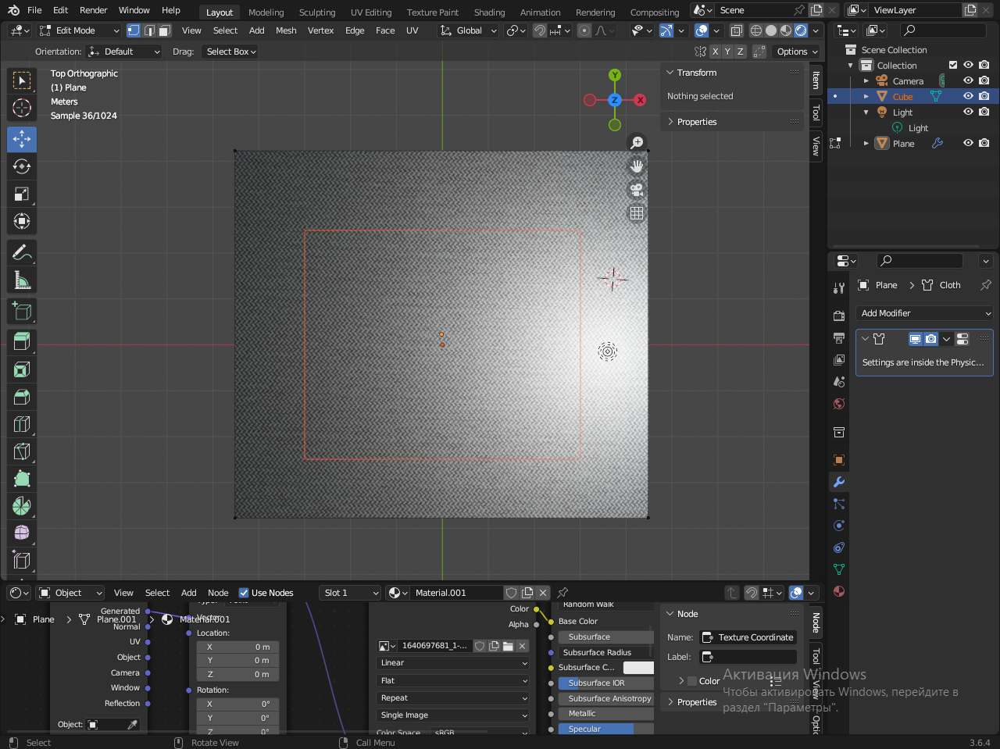 File Edit Render Window Help Layout Modeling Sculpting UV Editing Texture Paint Shading Animation Rendering Compositing Scene ViewLayer
Edit Mode View Select Add Mesh Vertex Edge Face UV Global
Orientation: Default Drag: Select Box X Y Z Options
Top Orthographic
(1) Plane
Meters
Sample 36/1024
Y
X
Z
Transform
Nothing selected
Properties
Item
Tool
View
Scene Collection
Collection
Camera
Cube
Light
Light
Plane
Plane Cloth
Add Modifier
Settings are inside the Physic...
Object View Select Add Node Use Nodes Slot 1 Material.001
Plane Plane.001 Material.001
Generated
Normal
UV
Object
Camera
Window
Reflection
Object:
Location:
X 0 m
Y 0 m
Z 0 m
Rotation:
X 0°
Y 0°
Z 0°
Color
Alpha
1640697681_1-...
Linear
Flat
Repeat
Single Image
Color Space sRGB
Random Walk
Base Color
Subsurface
Subsurface Radius
Subsurface C...
Subsurface IOR
Subsurface Anisotropy
Metallic
Specular
Node
Name: Texture Coordinate
Label:
Color
Properties
Node
Tool
View
Активация Windows
Чтобы активировать Windows, перейдите в
раздел "Параметры".
Select Rotate View Call Menu 3.6.4